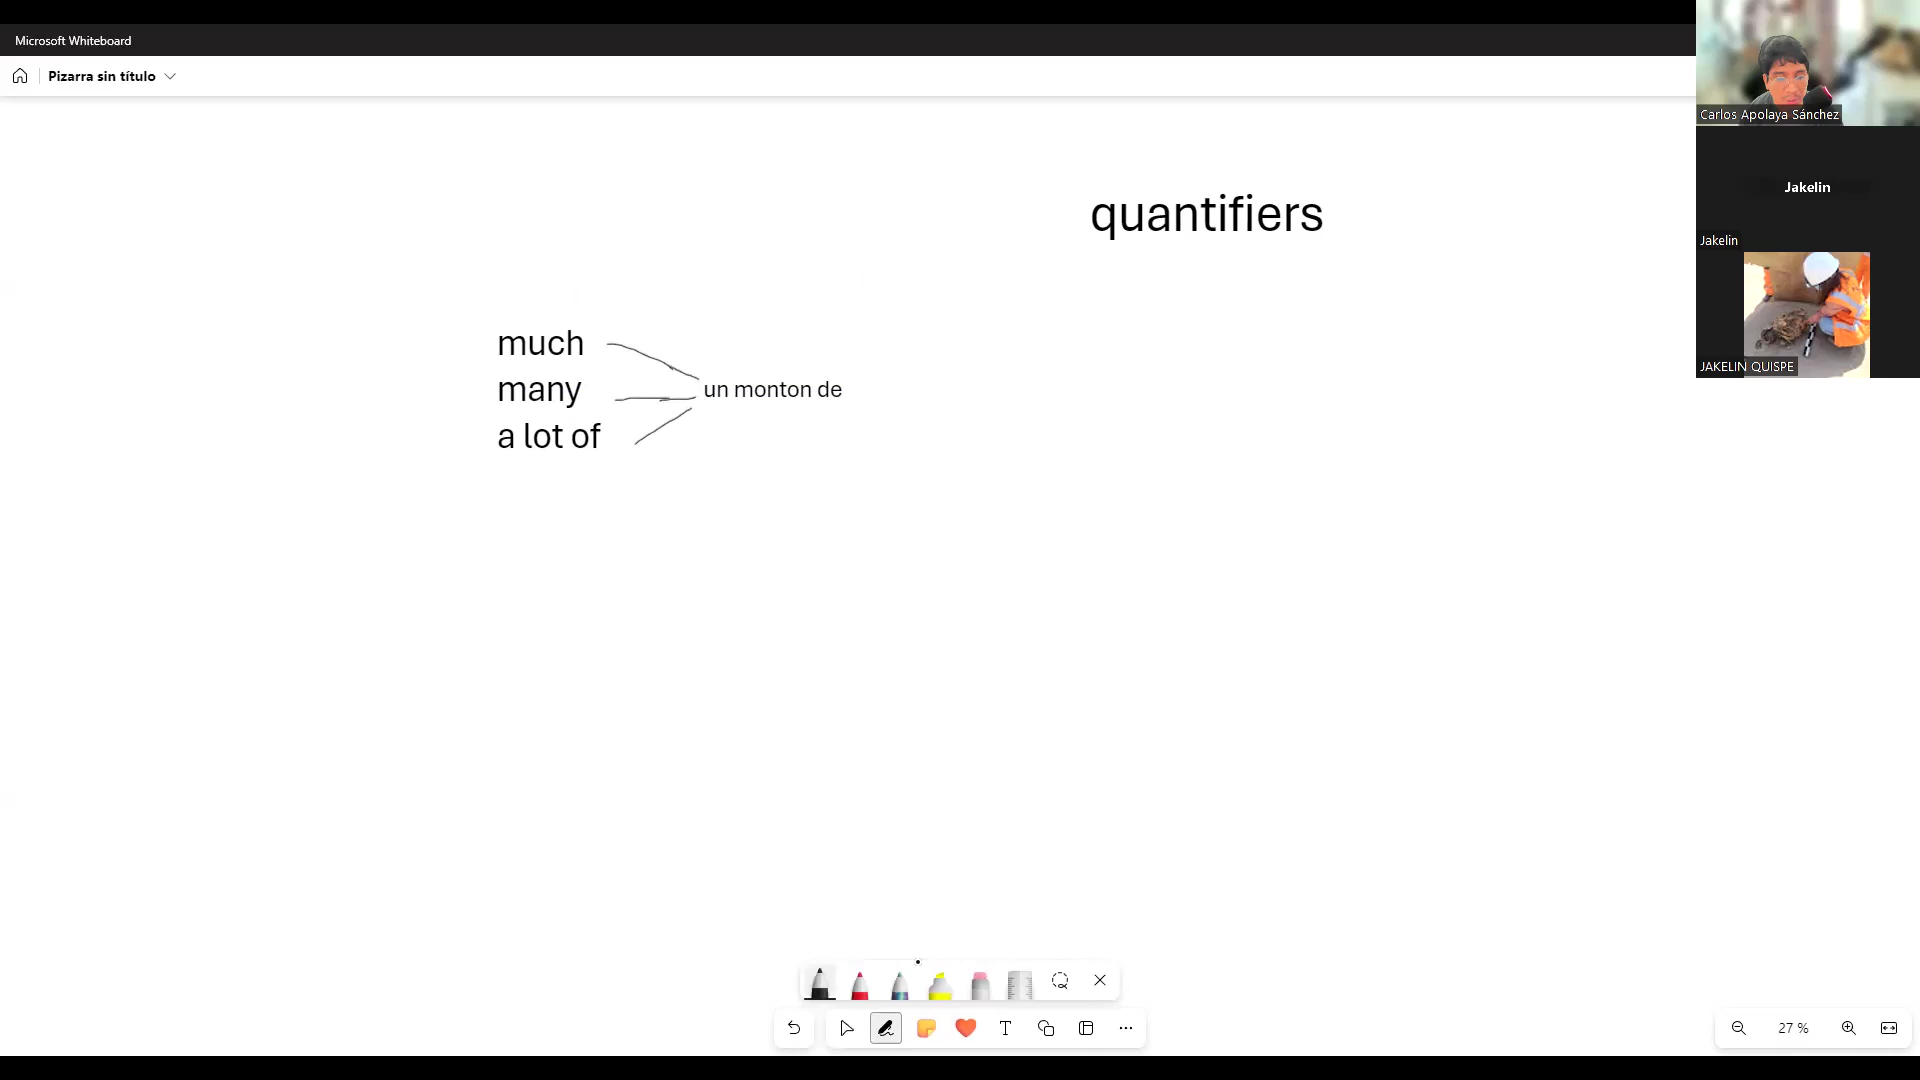 Microsoft Whiteboard
Pizarra sin título
quantifiers
much
many
a lot of
un monton de
Carlos Apolaya Sánchez
Jakelin
Jakelin
JAKELIN QUISPE
27 %